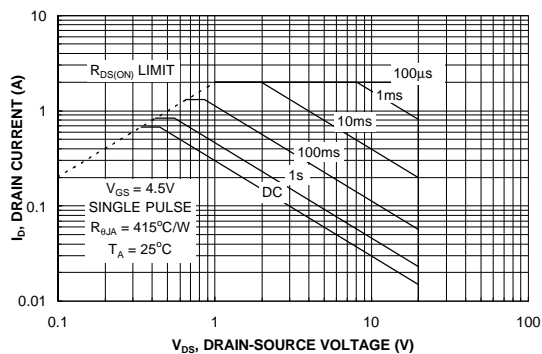 10
1
0.1
0.01
I_D, DRAIN CURRENT (A)
R_DS(ON) LIMIT
100µs
1ms
10ms
100ms
1s
DC
V_GS = 4.5V
SINGLE PULSE
R_θJA = 415°C/W
T_A = 25°C
0.1
1
10
100
V_DS, DRAIN-SOURCE VOLTAGE (V)